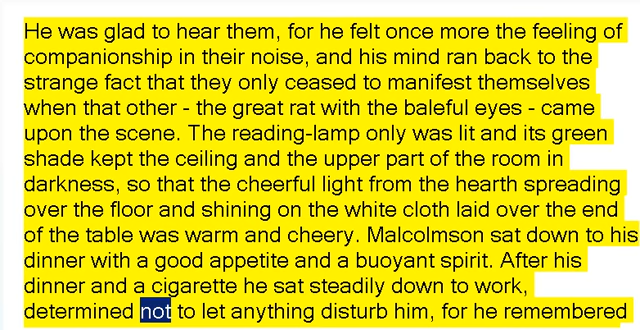 He was glad to hear them, for he felt once more the feeling of
companionship in their noise, and his mind ran back to the
strange fact that they only ceased to manifest themselves
when that other - the great rat with the baleful eyes - came
upon the scene. The reading-lamp only was lit and its green
shade kept the ceiling and the upper part of the room in
darkness, so that the cheerful light from the hearth spreading
over the floor and shining on the white cloth laid over the end
of the table was warm and cheery. Malcolmson sat down to his
dinner with a good appetite and a buoyant spirit. After his
dinner and a cigarette he sat steadily down to work,
determined not to let anything disturb him, for he remembered